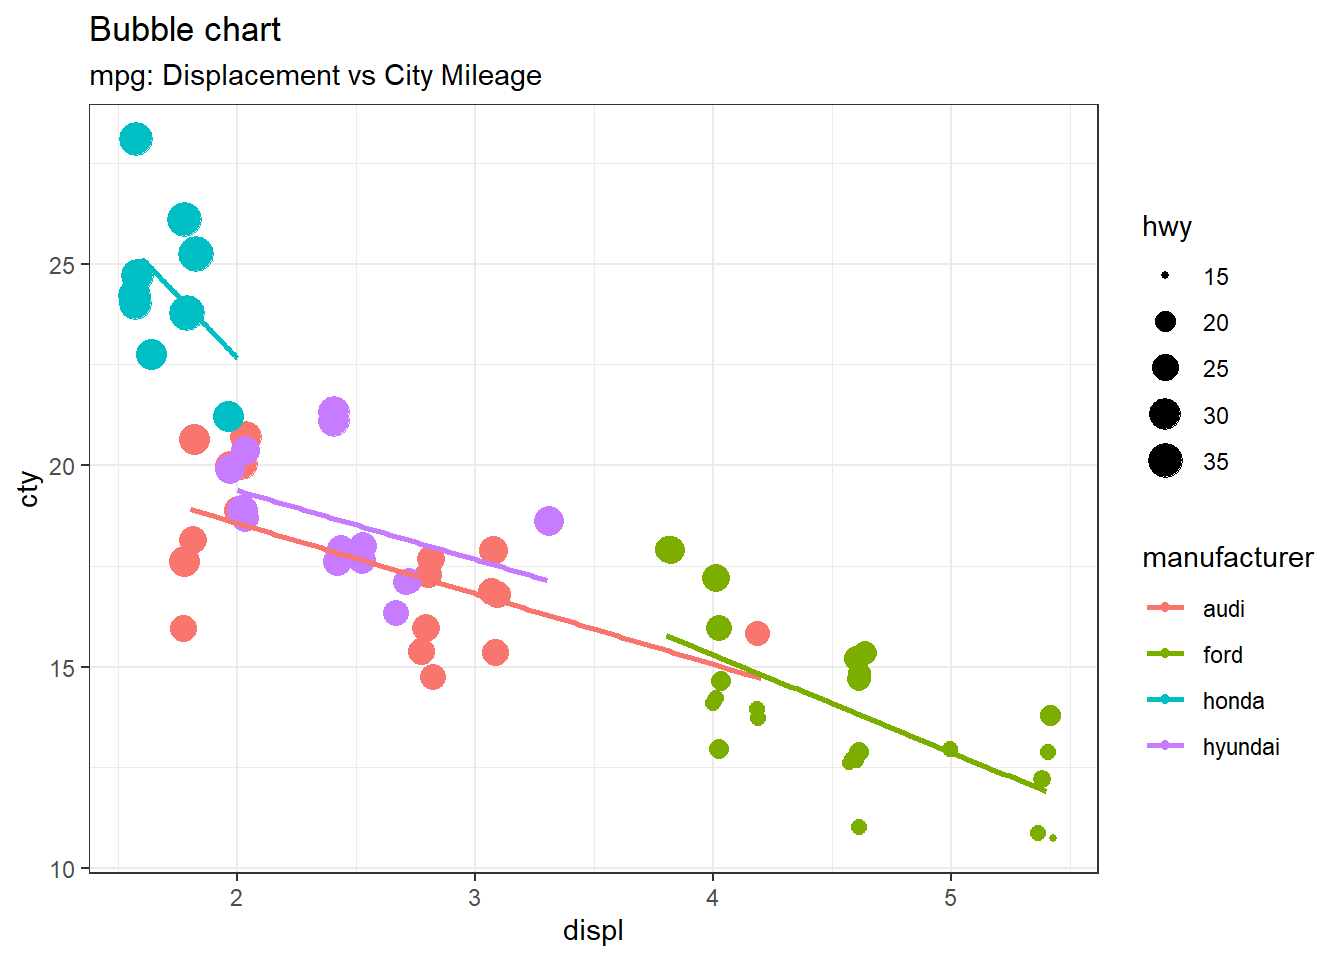 Bubble chart
mpg: Displacement vs City Mileage
cty
25
20
15
10
2
3
4
5
displ
hwy
15
20
25
30
35
manufacturer
audi
ford
honda
hyundai